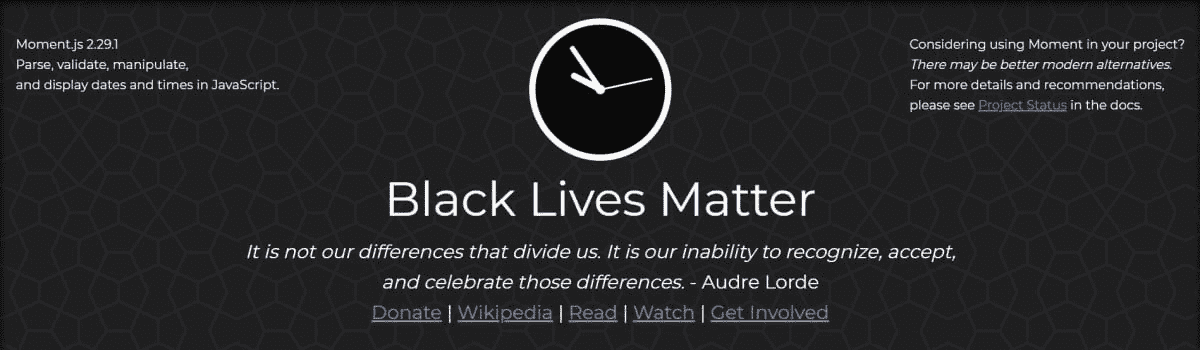 Moment.js 2.29.1
Parse, validate, manipulate,
and display dates and times in JavaScript.
Considering using Moment in your project?
There may be better modern alternatives.
For more details and recommendations,
please see Project Status in the docs.
Black Lives Matter
It is not our differences that divide us. It is our inability to recognize, accept,
and celebrate those differences. - Audre Lorde
Donate | Wikipedia | Read | Watch | Get Involved